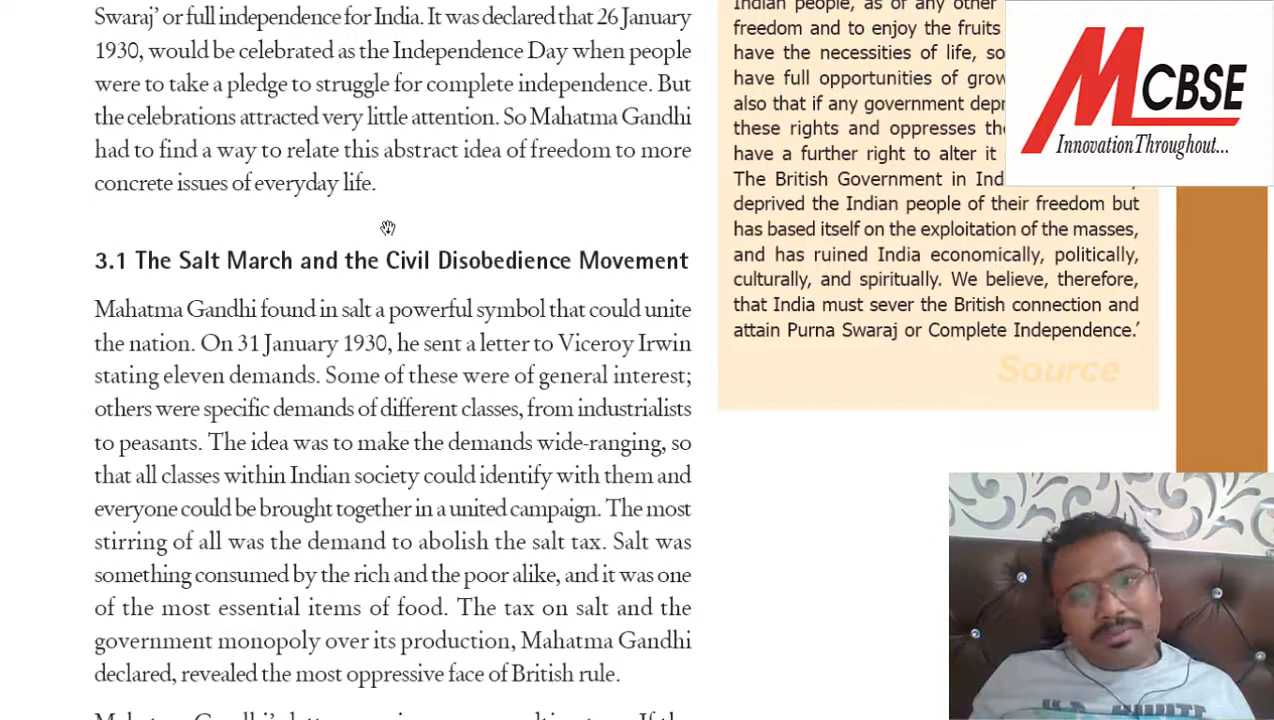 Swaraj’ or full independence for India. It was declared that 26 January
1930, would be celebrated as the Independence Day when people
were to take a pledge to struggle for complete independence. But
the celebrations attracted very little attention. So Mahatma Gandhi
had to find a way to relate this abstract idea of freedom to more
concrete issues of everyday life.
3.1 The Salt March and the Civil Disobedience Movement
Mahatma Gandhi found in salt a powerful symbol that could unite
the nation. On 31 January 1930, he sent a letter to Viceroy Irwin
stating eleven demands. Some of these were of general interest;
others were specific demands of different classes, from industrialists
to peasants. The idea was to make the demands wide-ranging, so
that all classes within Indian society could identify with them and
everyone could be brought together in a united campaign. The most
stirring of all was the demand to abolish the salt tax. Salt was
something consumed by the rich and the poor alike, and it was one
of the most essential items of food. The tax on salt and the
government monopoly over its production, Mahatma Gandhi
declared, revealed the most oppressive face of British rule.
Indian people, as of any other
freedom and to enjoy the fruits
have the necessities of life, so
have full opportunities of
also that if any government
these rights and oppresses
have a further right to alter it
The British Government in
deprived the Indian people of their freedom but
has based itself on the exploitation of the masses,
and has ruined India economically, politically,
culturally, and spiritually. We believe, therefore,
that India must sever the British connection and
attain Purna Swaraj or Complete Independence.’
Source
MCBSE
Innovation Throughout...